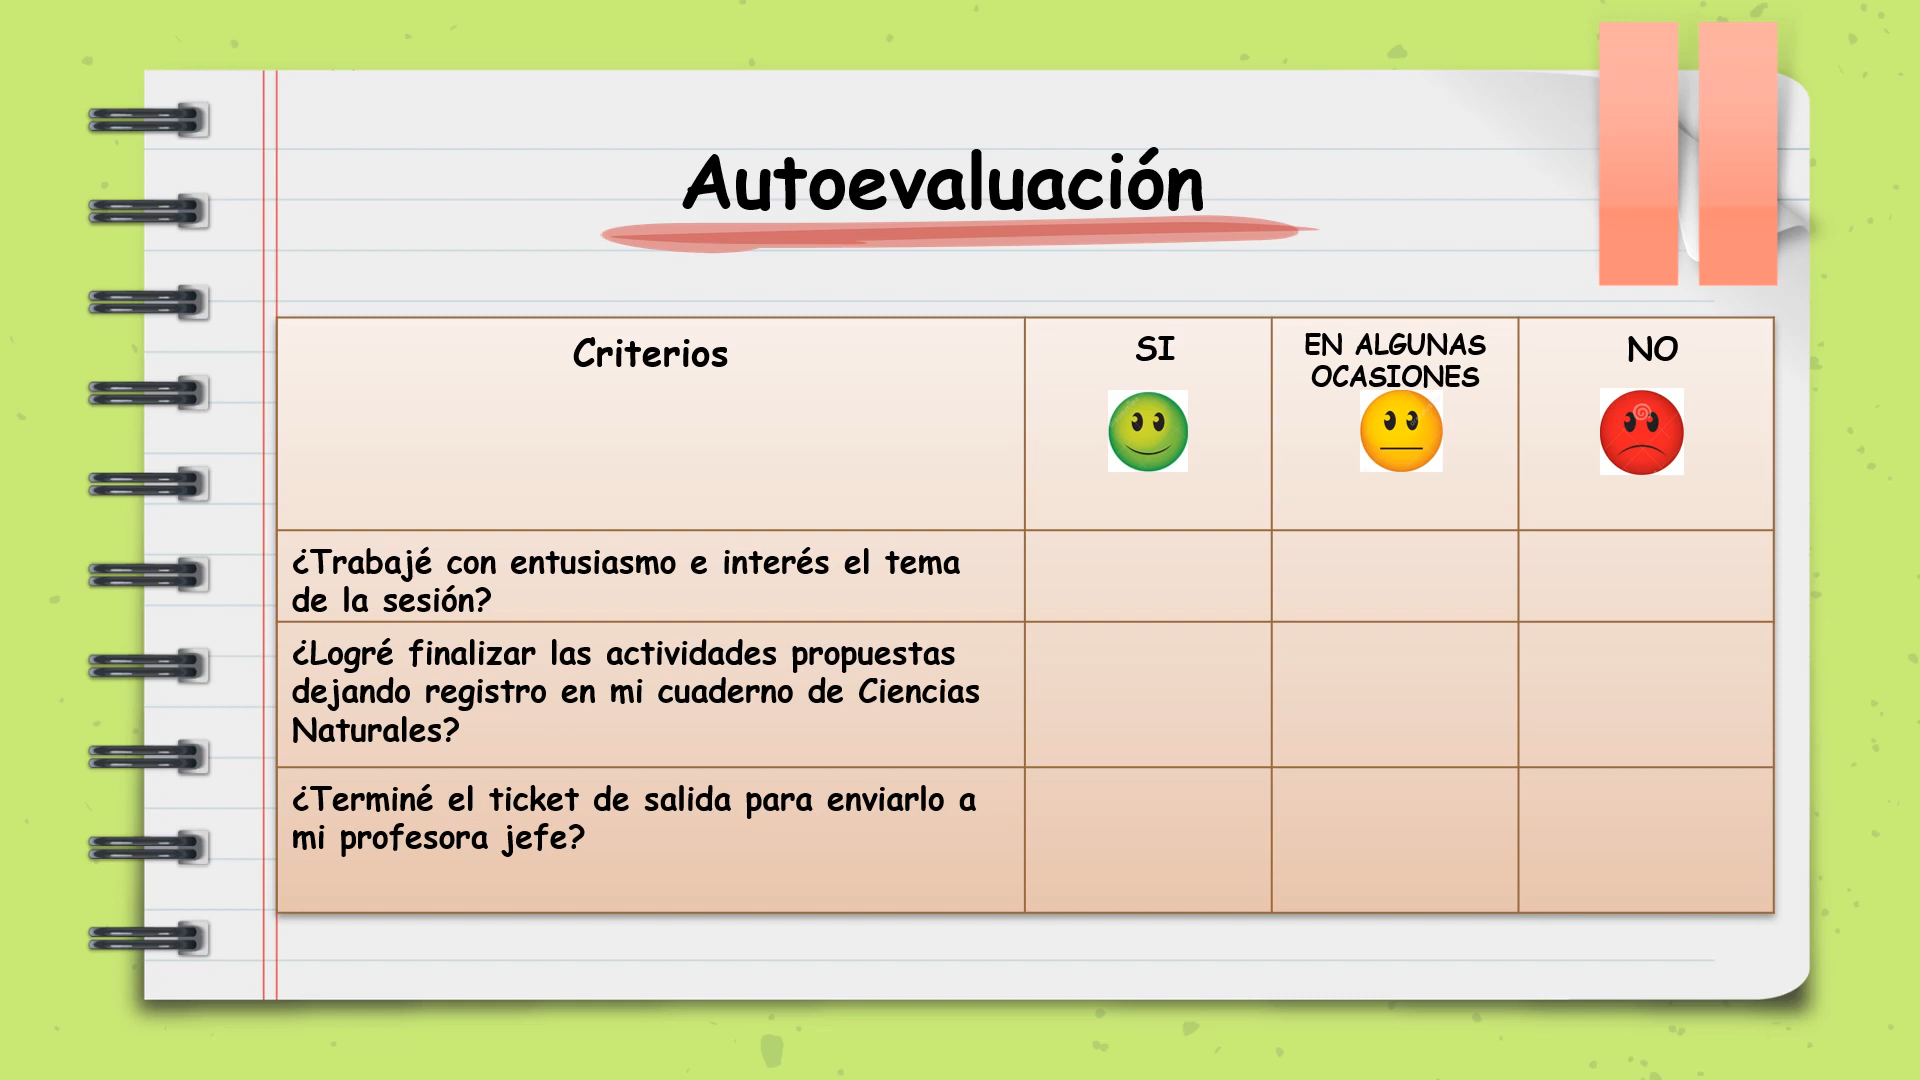 Autoevaluación
Criterios
SI
EN ALGUNAS
OCASIONES
NO
¿Trabajé con entusiasmo e interés el tema
de la sesión?
¿Logré finalizar las actividades propuestas
dejando registro en mi cuaderno de Ciencias
Naturales?
¿Terminé el ticket de salida para enviarlo a
mi profesora jefe?